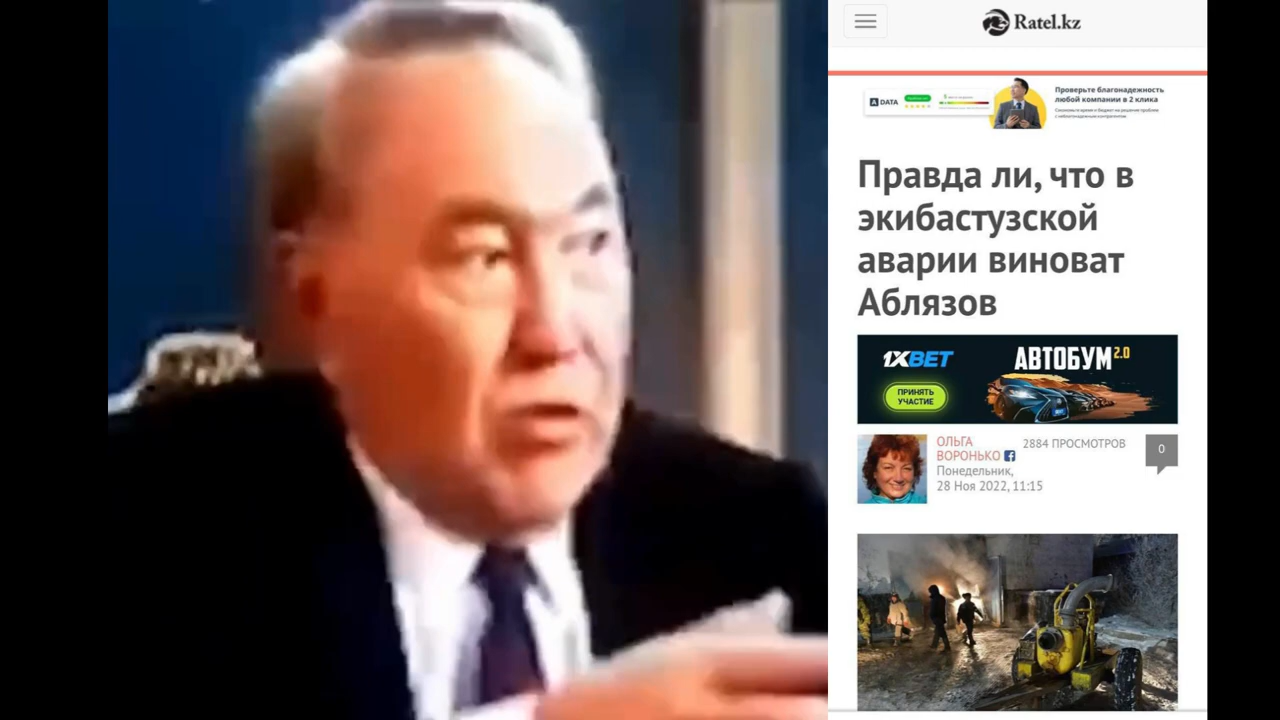 Ratel.kz
DATA
Проверьте благонадежность
любой компании в 2 клика
Правда ли, что в
экибастузской
аварии виноват
Аблязов
1XBET
АВТОБУМ 2.0
ПРИНЯТЬ
УЧАСТИЕ
ОЛЬГА
ВОРОНЬКО
2884 ПРОСМОТРОВ
0
Понедельник,
28 Ноя 2022, 11:15